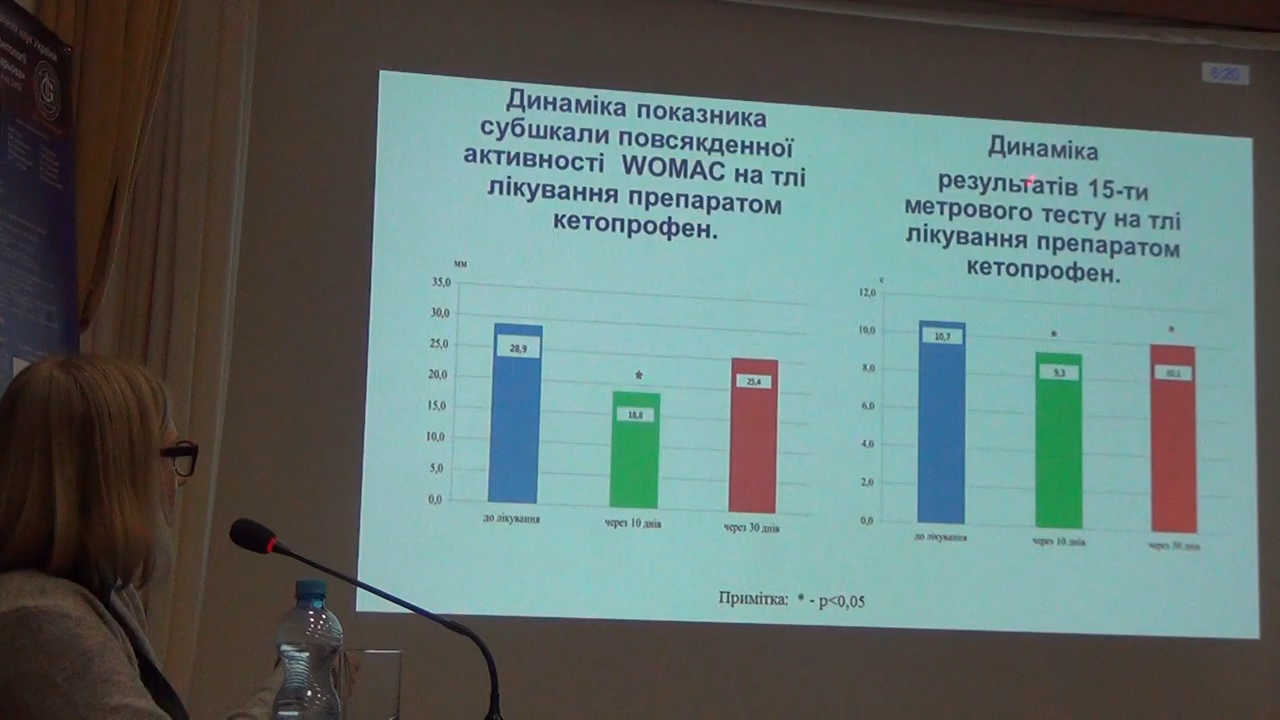 6:20
Динаміка показника
субшкали повсякденної
активності WOMAC на тлі
лікування препаратом
кетопрофен.
мм
35,0
30,0
25,0
20,0
15,0
10,0
5,0
0,0
28,9
*
18,8
25,4
до лікування
через 10 днів
через 30 днів
Динаміка
результатів 15-ти
метрового тесту на тлі
лікування препаратом
кетопрофен.
с
12,0
10,0
8,0
6,0
4,0
2,0
0,0
10,7
*
9,3
*
до лікування
через 10 днів
через 30 днів
Примітка: * - p<0,05